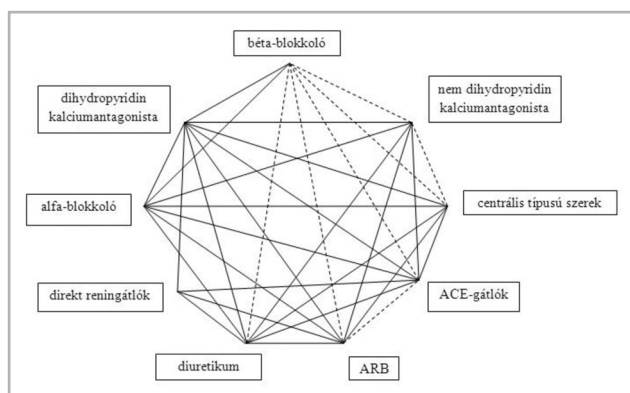 béta-blokkoló
dihydropyridin
kalciumantagonista
nem dihydropyridin
kalciumantagonista
alfa-blokkoló
centrális típusú szerek
direkt reningátlók
ACE-gátlók
diuretikum
ARB